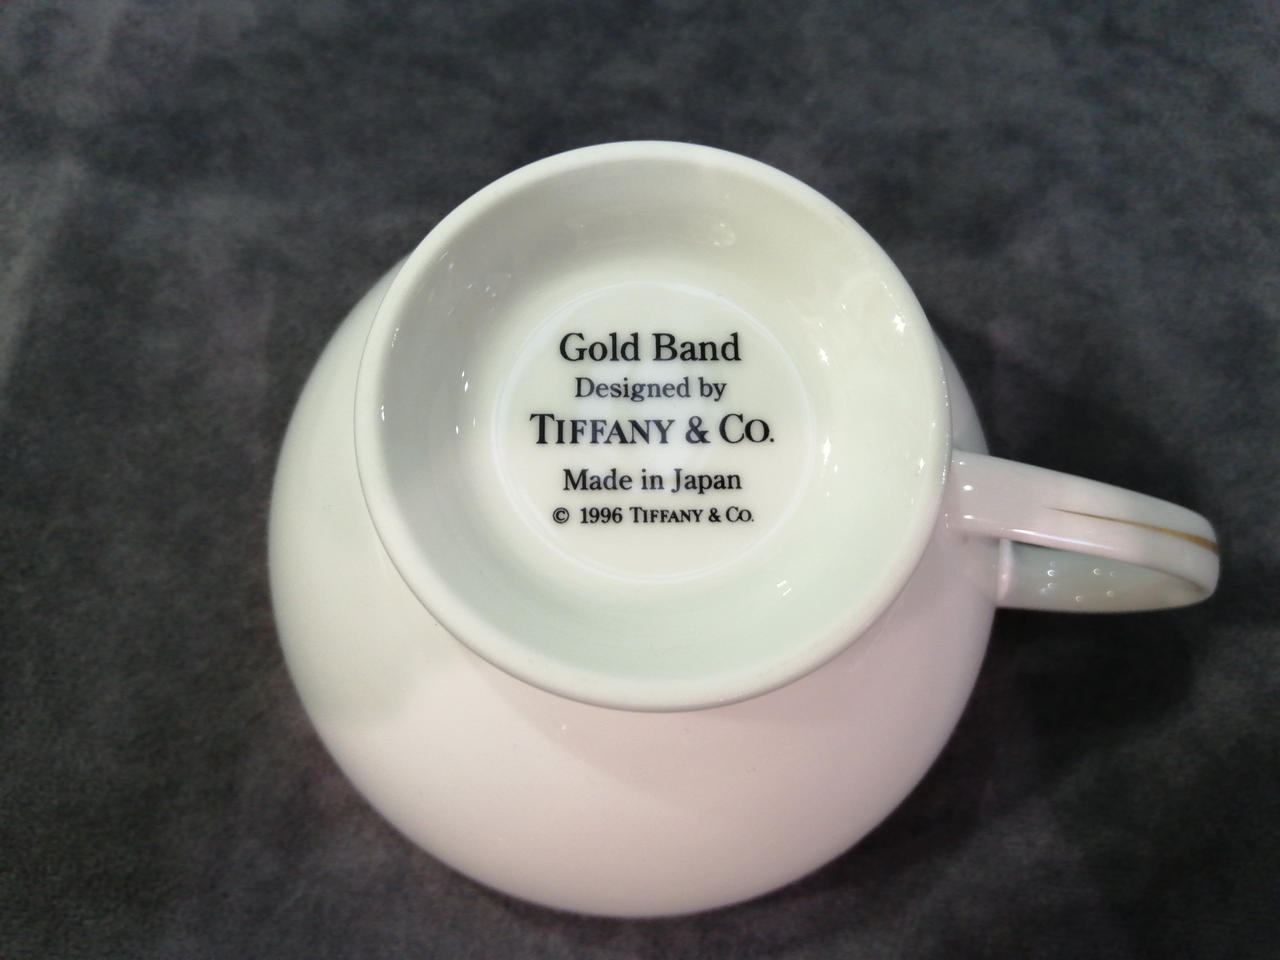 Gold Band
Designed by
TIFFANY & CO.
Made in Japan
© 1996 TIFFANY & CO.